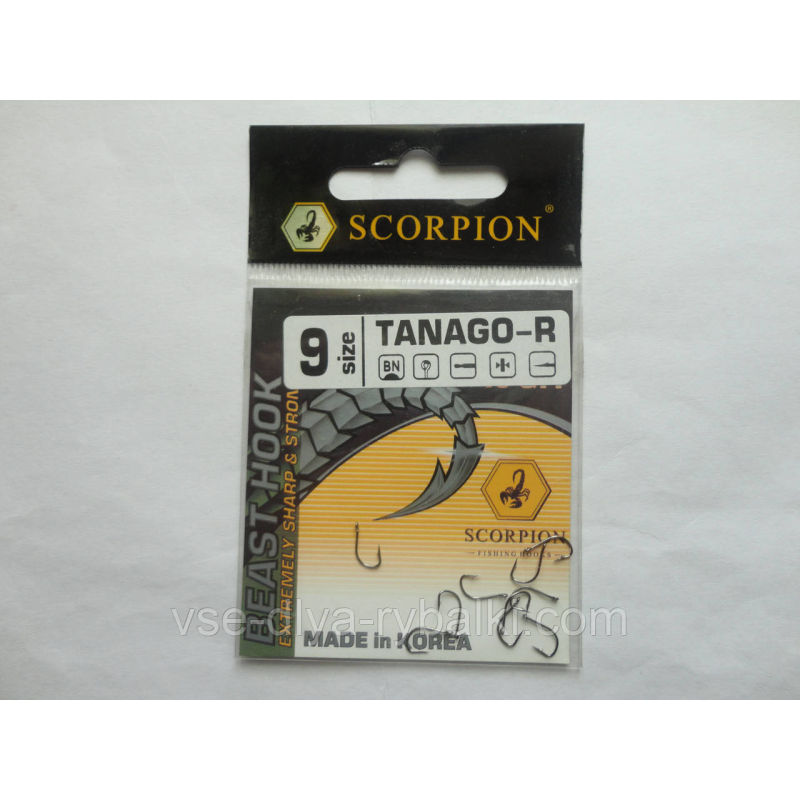 SCORPION®
9 size
TANAGO-R
BN
BEAST HOOK
EXTREMELY SHARP & STRON
SCORPION
FISHING HOOKS
MADE in KOREA
vse-dlya-rybalki.com.ua